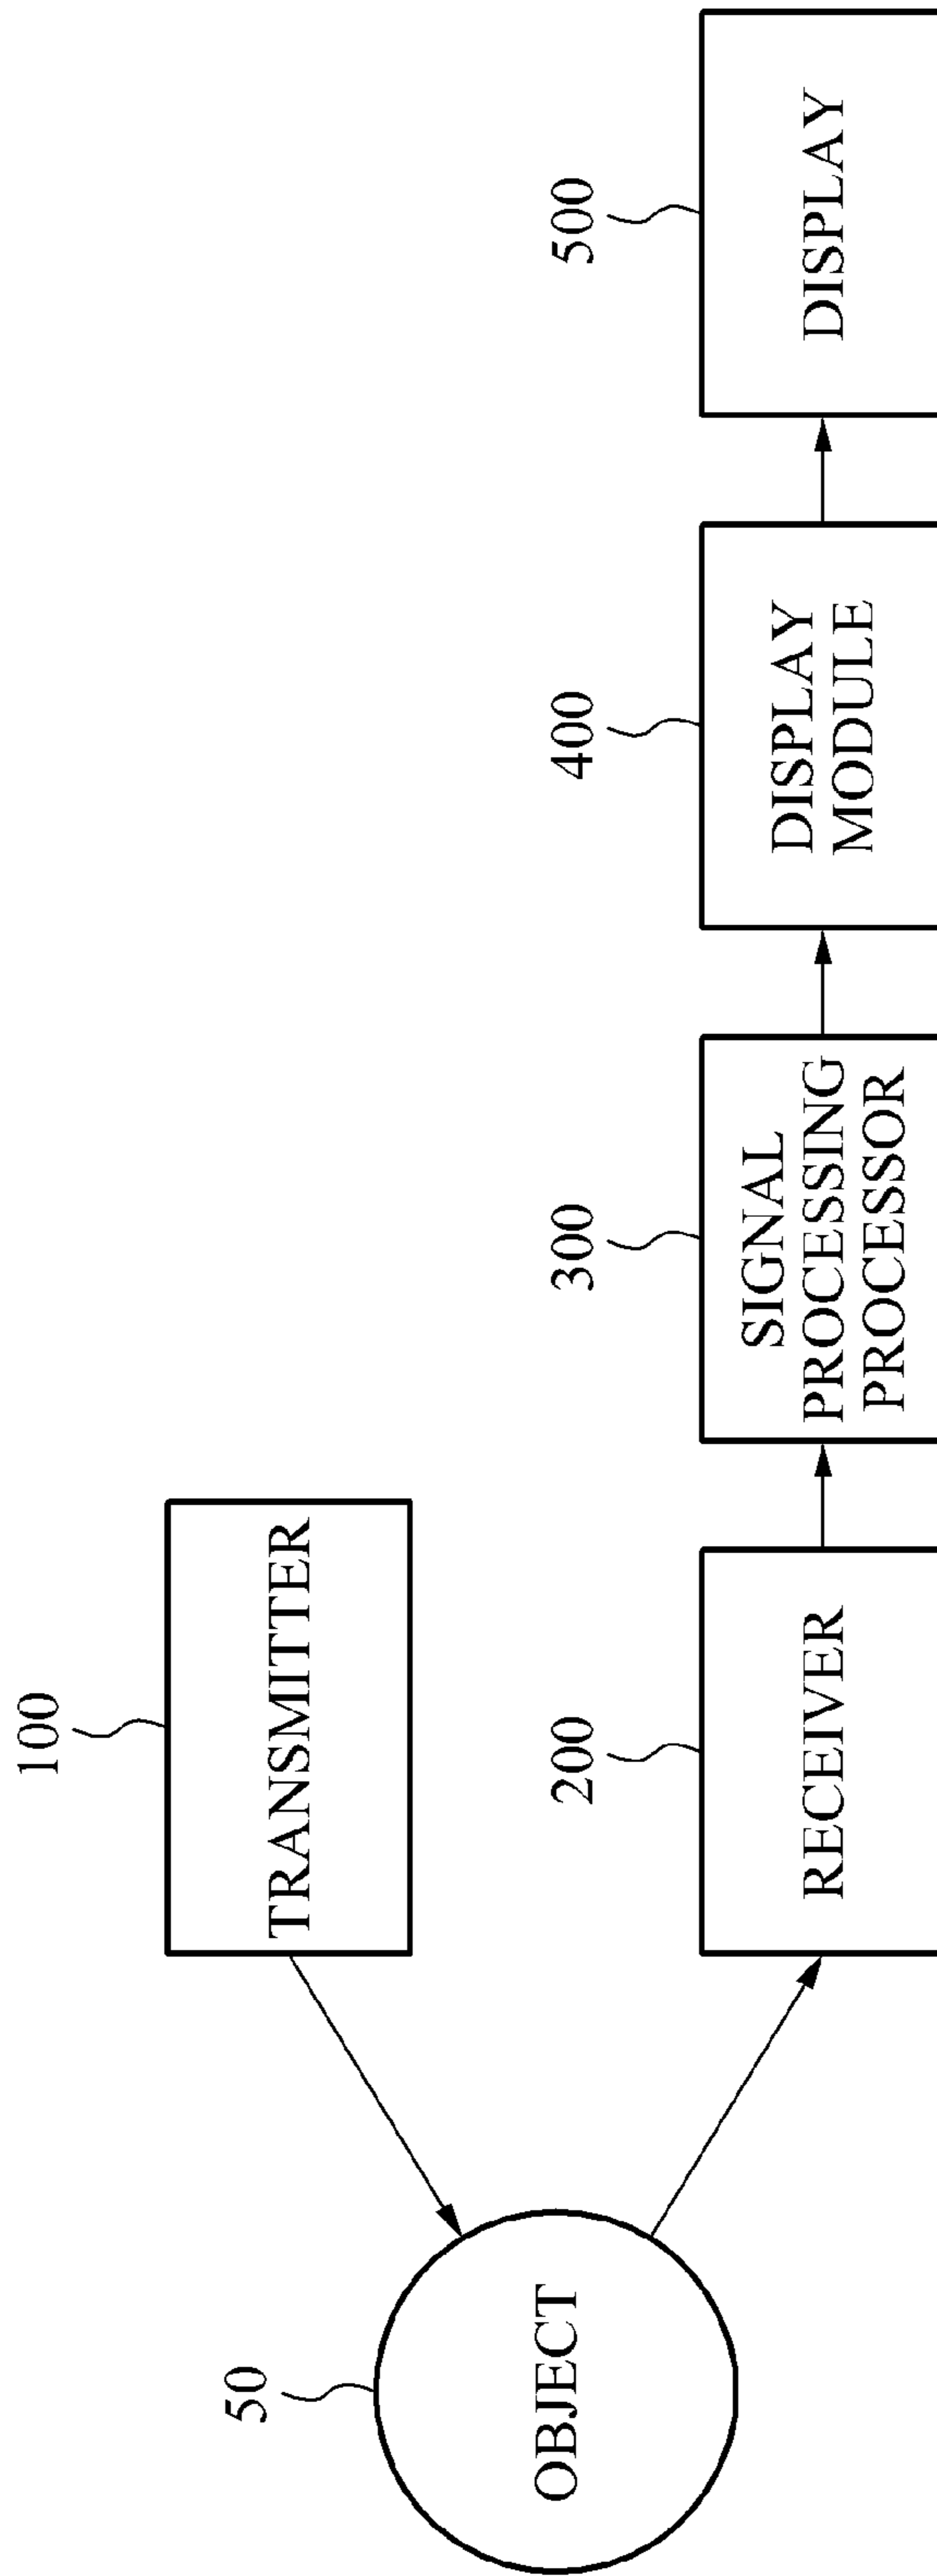 100
TRANSMITTER
50
OBJECT
200
RECEIVER
300
SIGNAL
PROCESSING
PROCESSOR
400
DISPLAY
MODULE
500
DISPLAY